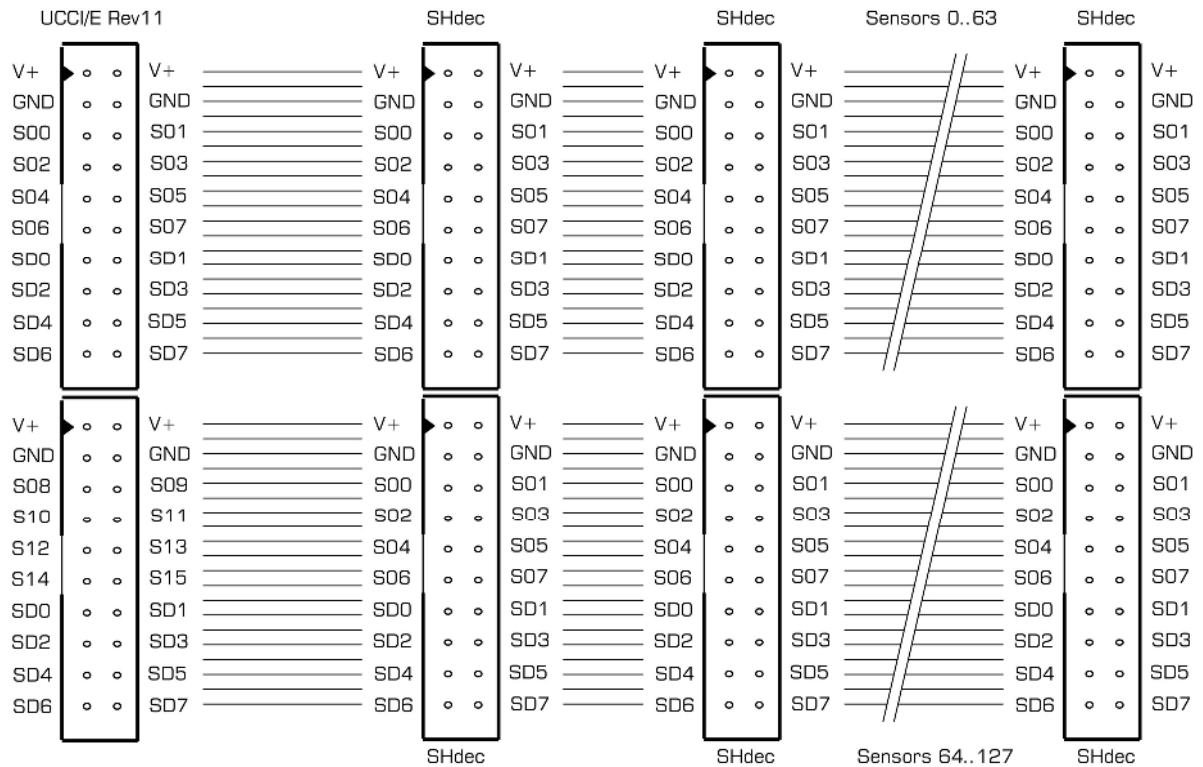 UCCI/E Rev11 SHdec SHdec Sensors 0..63 SHdec
V+ V+ V+ V+ V+ V+ V+ V+
GND GND GND GND GND GND GND GND
S00 S01 S00 S01 S00 S01 S00 S01
S02 S03 S02 S03 S02 S03 S02 S03
S04 S05 S04 S05 S04 S05 S04 S05
S06 S07 S06 S07 S06 S07 S06 S07
SD0 SD1 SD0 SD1 SD0 SD1 SD0 SD1
SD2 SD3 SD2 SD3 SD2 SD3 SD2 SD3
SD4 SD5 SD4 SD5 SD4 SD5 SD4 SD5
SD6 SD7 SD6 SD7 SD6 SD7 SD6 SD7
V+ V+ V+ V+ V+ V+ V+ V+
GND GND GND GND GND GND GND GND
S08 S09 S00 S01 S00 S01 S00 S01
S10 S11 S02 S03 S02 S03 S02 S03
S12 S13 S04 S05 S04 S05 S04 S05
S14 S15 S06 S07 S06 S07 S06 S07
SD0 SD1 SD0 SD1 SD0 SD1 SD0 SD1
SD2 SD3 SD2 SD3 SD2 SD3 SD2 SD3
SD4 SD5 SD4 SD5 SD4 SD5 SD4 SD5
SD6 SD7 SD6 SD7 SD6 SD7 SD6 SD7
SHdec SHdec Sensors 64..127 SHdec